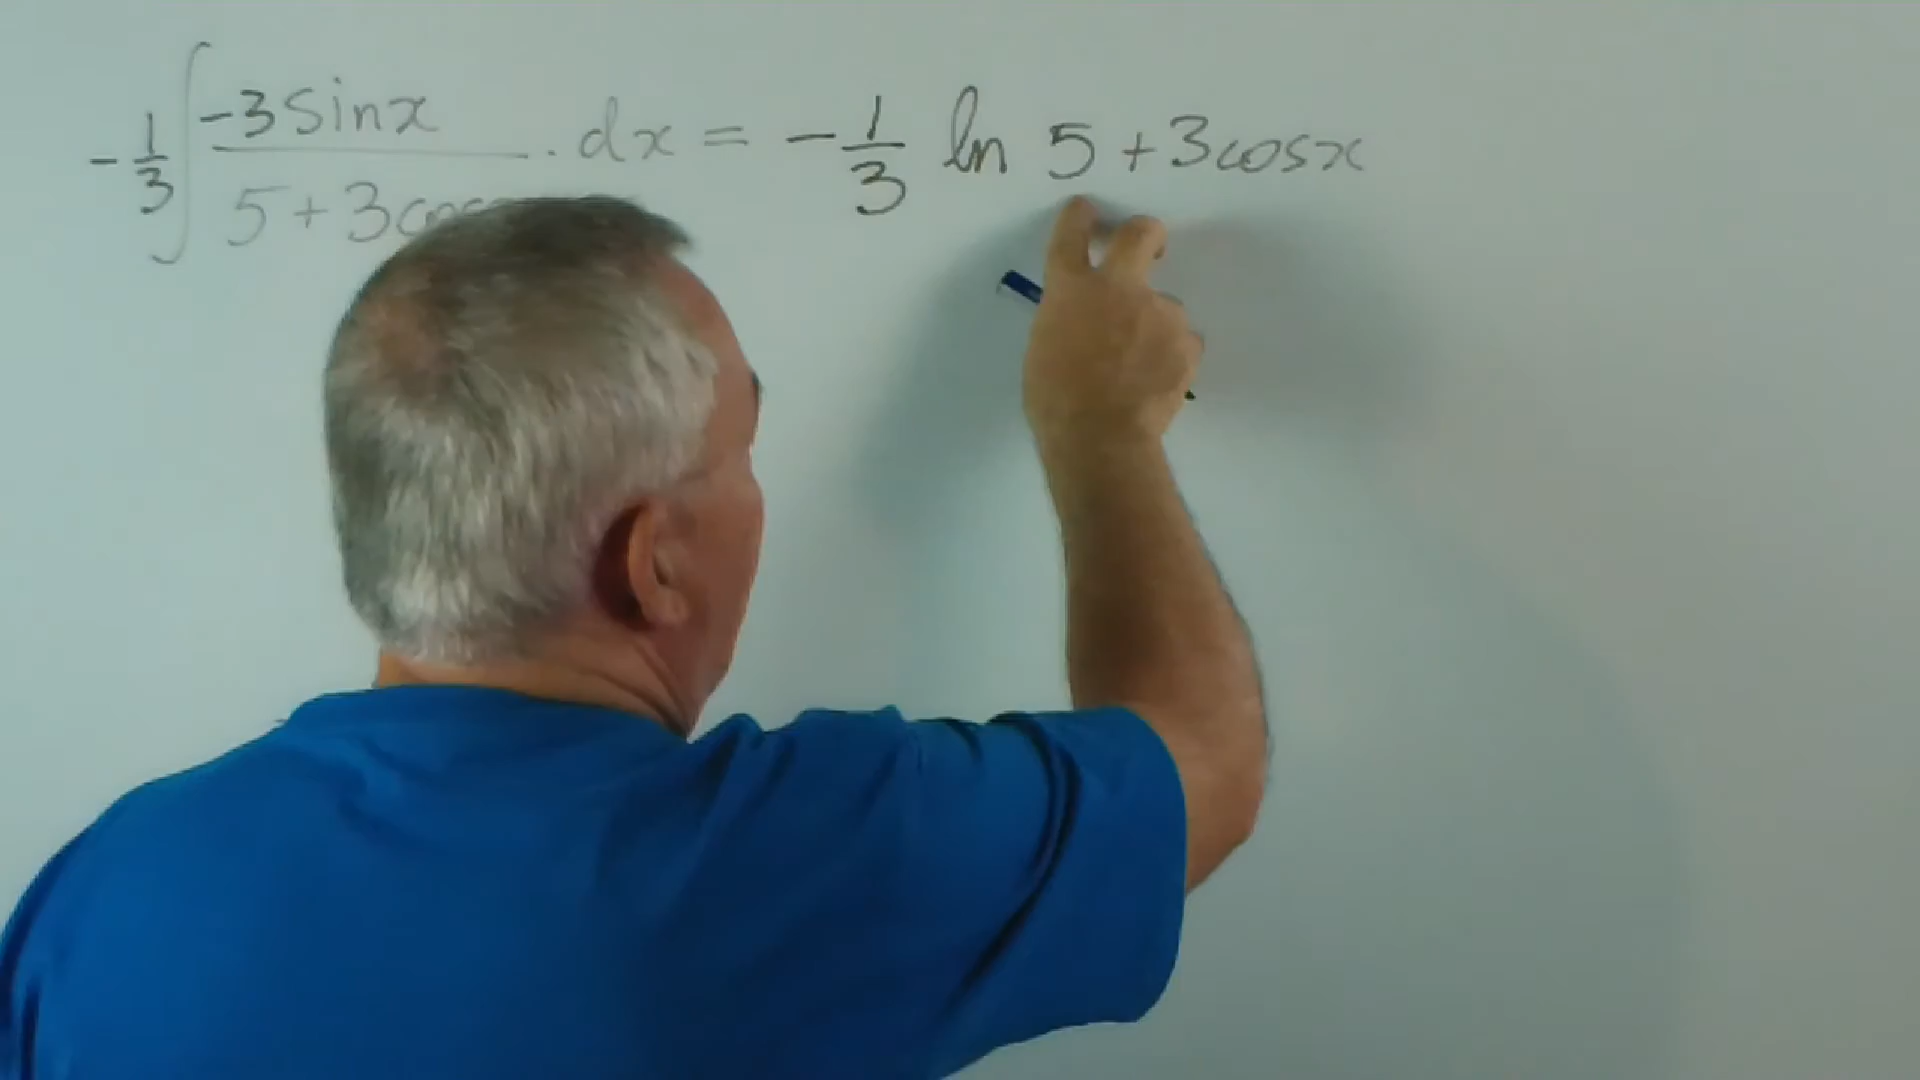 -1/3 ∫ -3sinx / 5+3cos . dx = -1/3 ln 5+3cosx